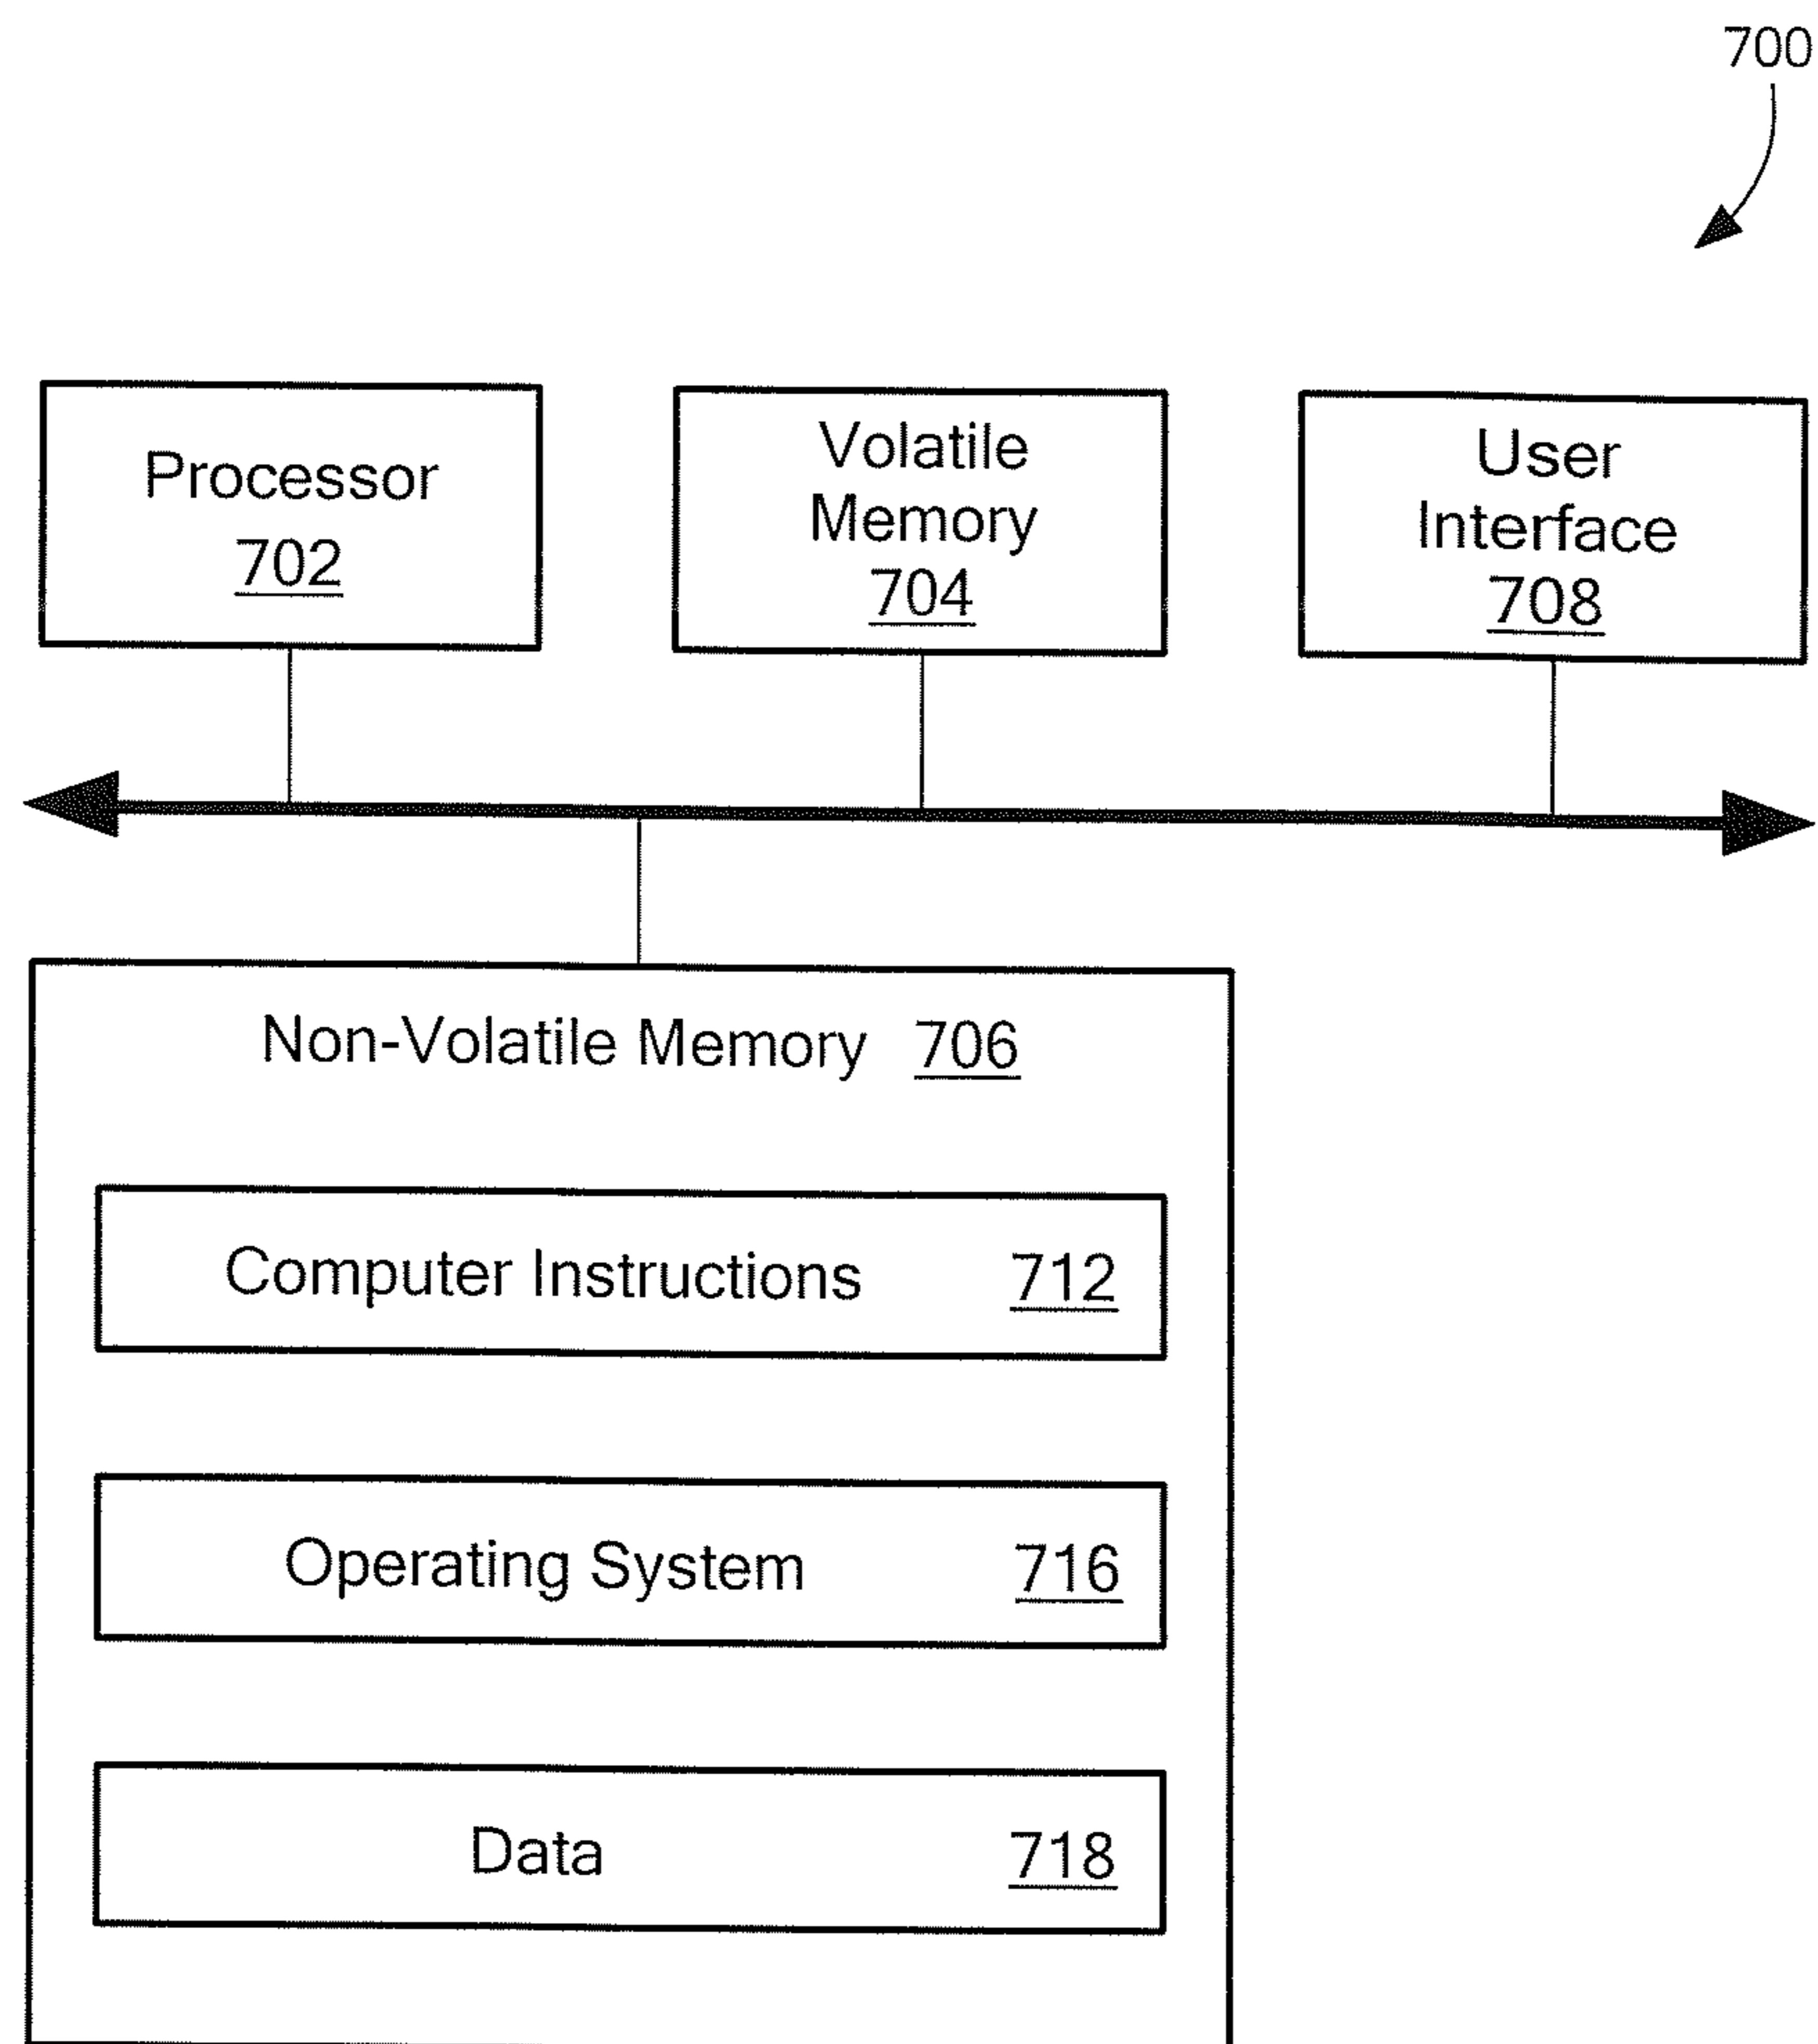 700
Processor
702
Volatile
Memory
704
User
Interface
708
Non-Volatile Memory 706
Computer Instructions 712
Operating System 716
Data 718